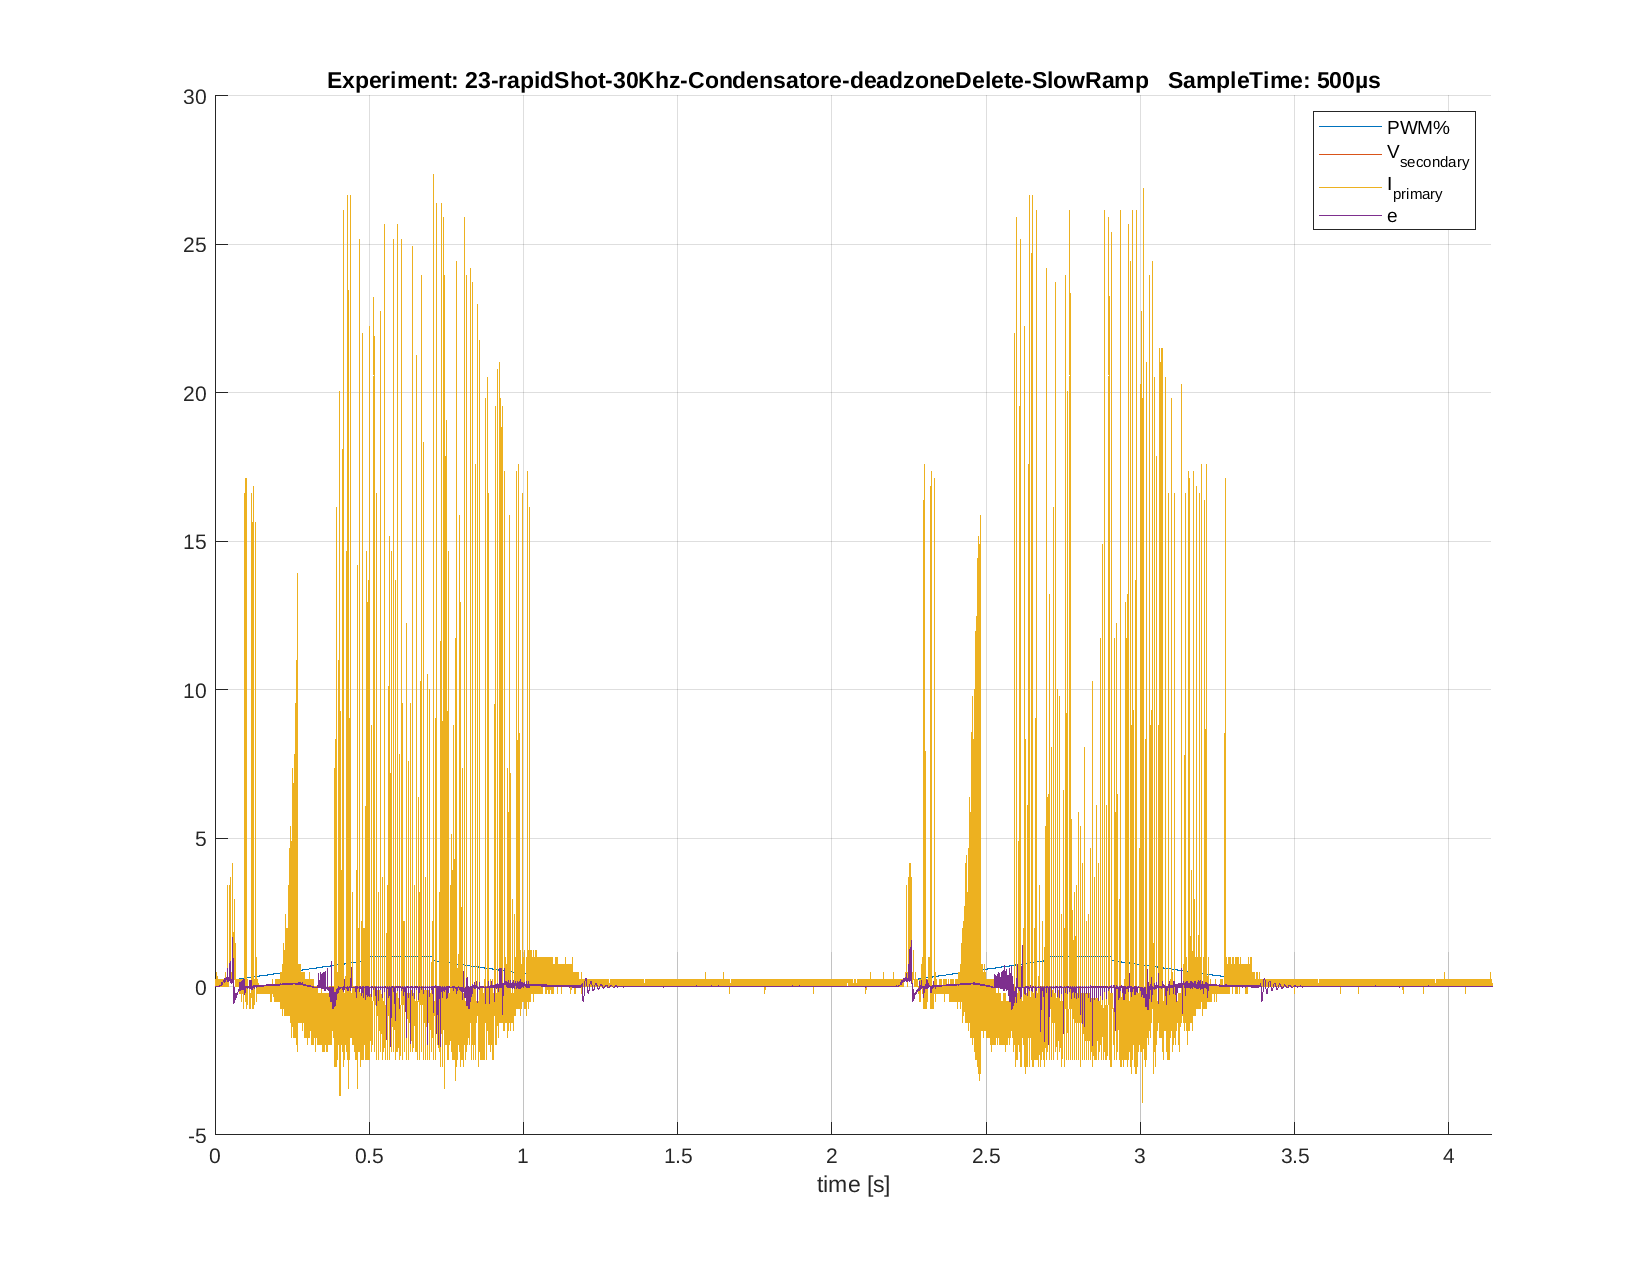 Experiment: 23-rapidShot-30Khz-Condensatore-deadzoneDelete-SlowRamp   SampleTime: 500µs
30
25
20
15
10
5
0
-5
PWM%
Vsecondary
Iprimary
e
0 0.5 1 1.5 2 2.5 3 3.5 4
time [s]